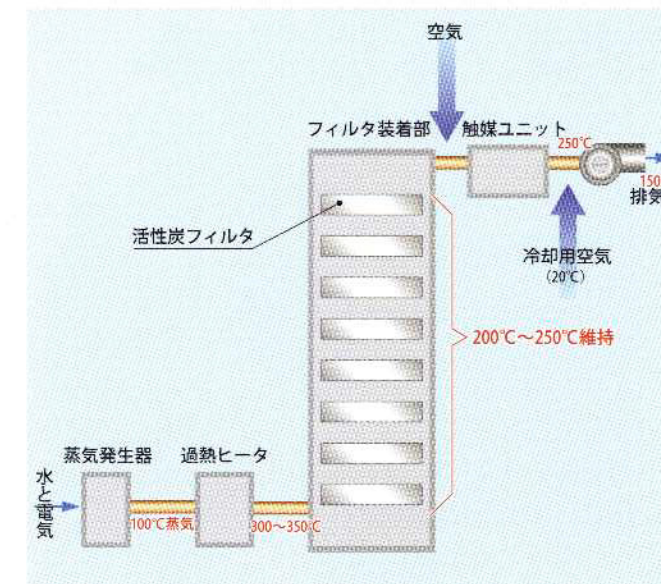 空気
フィルタ装着部
触媒ユニット
250℃
150
排気
活性炭フィルタ
冷却用空気
(20℃)
200℃～250℃維持
蒸気発生器
過熱ヒータ
水と電気
100℃蒸気
300～350℃